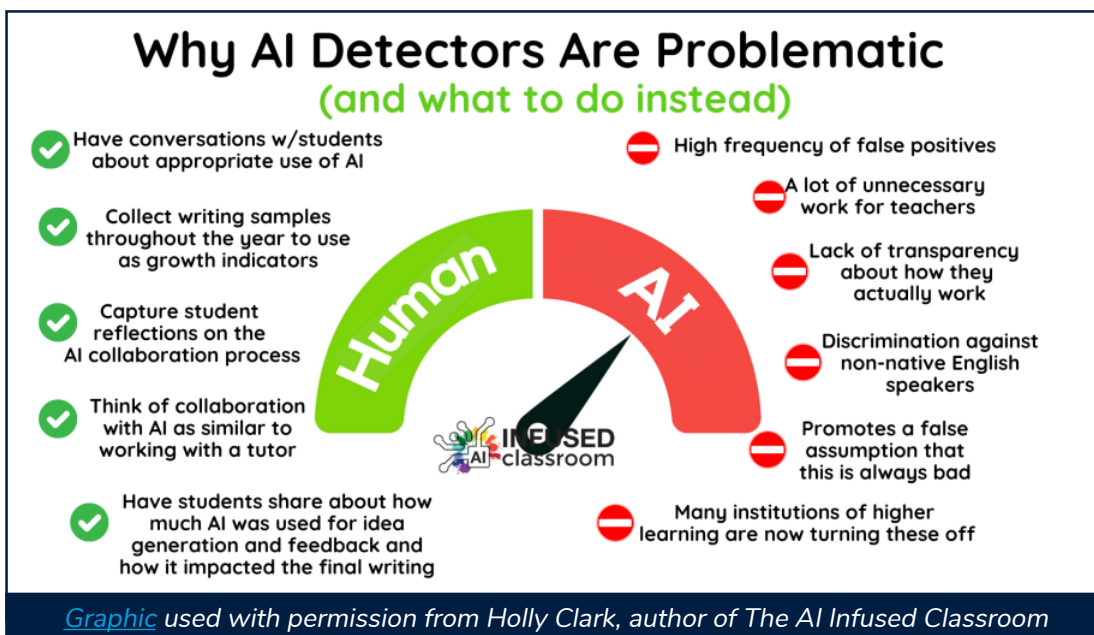 Why AI Detectors Are Problematic
(and what to do instead)
Have conversations w/students
about appropriate use of AI
Collect writing samples
throughout the year to use
as growth indicators
Capture student
reflections on the
AI collaboration process
Think of collaboration
with AI as similar to
working with a tutor
Have students share about how
much AI was used for idea
generation and feedback and
how it impacted the final writing
Human
AI
AI
INFUSED
classroom
High frequency of false positives
A lot of unnecessary
work for teachers
Lack of transparency
about how they
actually work
Discrimination against
non-native English
speakers
Promotes a false
assumption that
this is always bad
Many institutions of higher
learning are now turning these off
Graphic used with permission from Holly Clark, author of The AI Infused Classroom